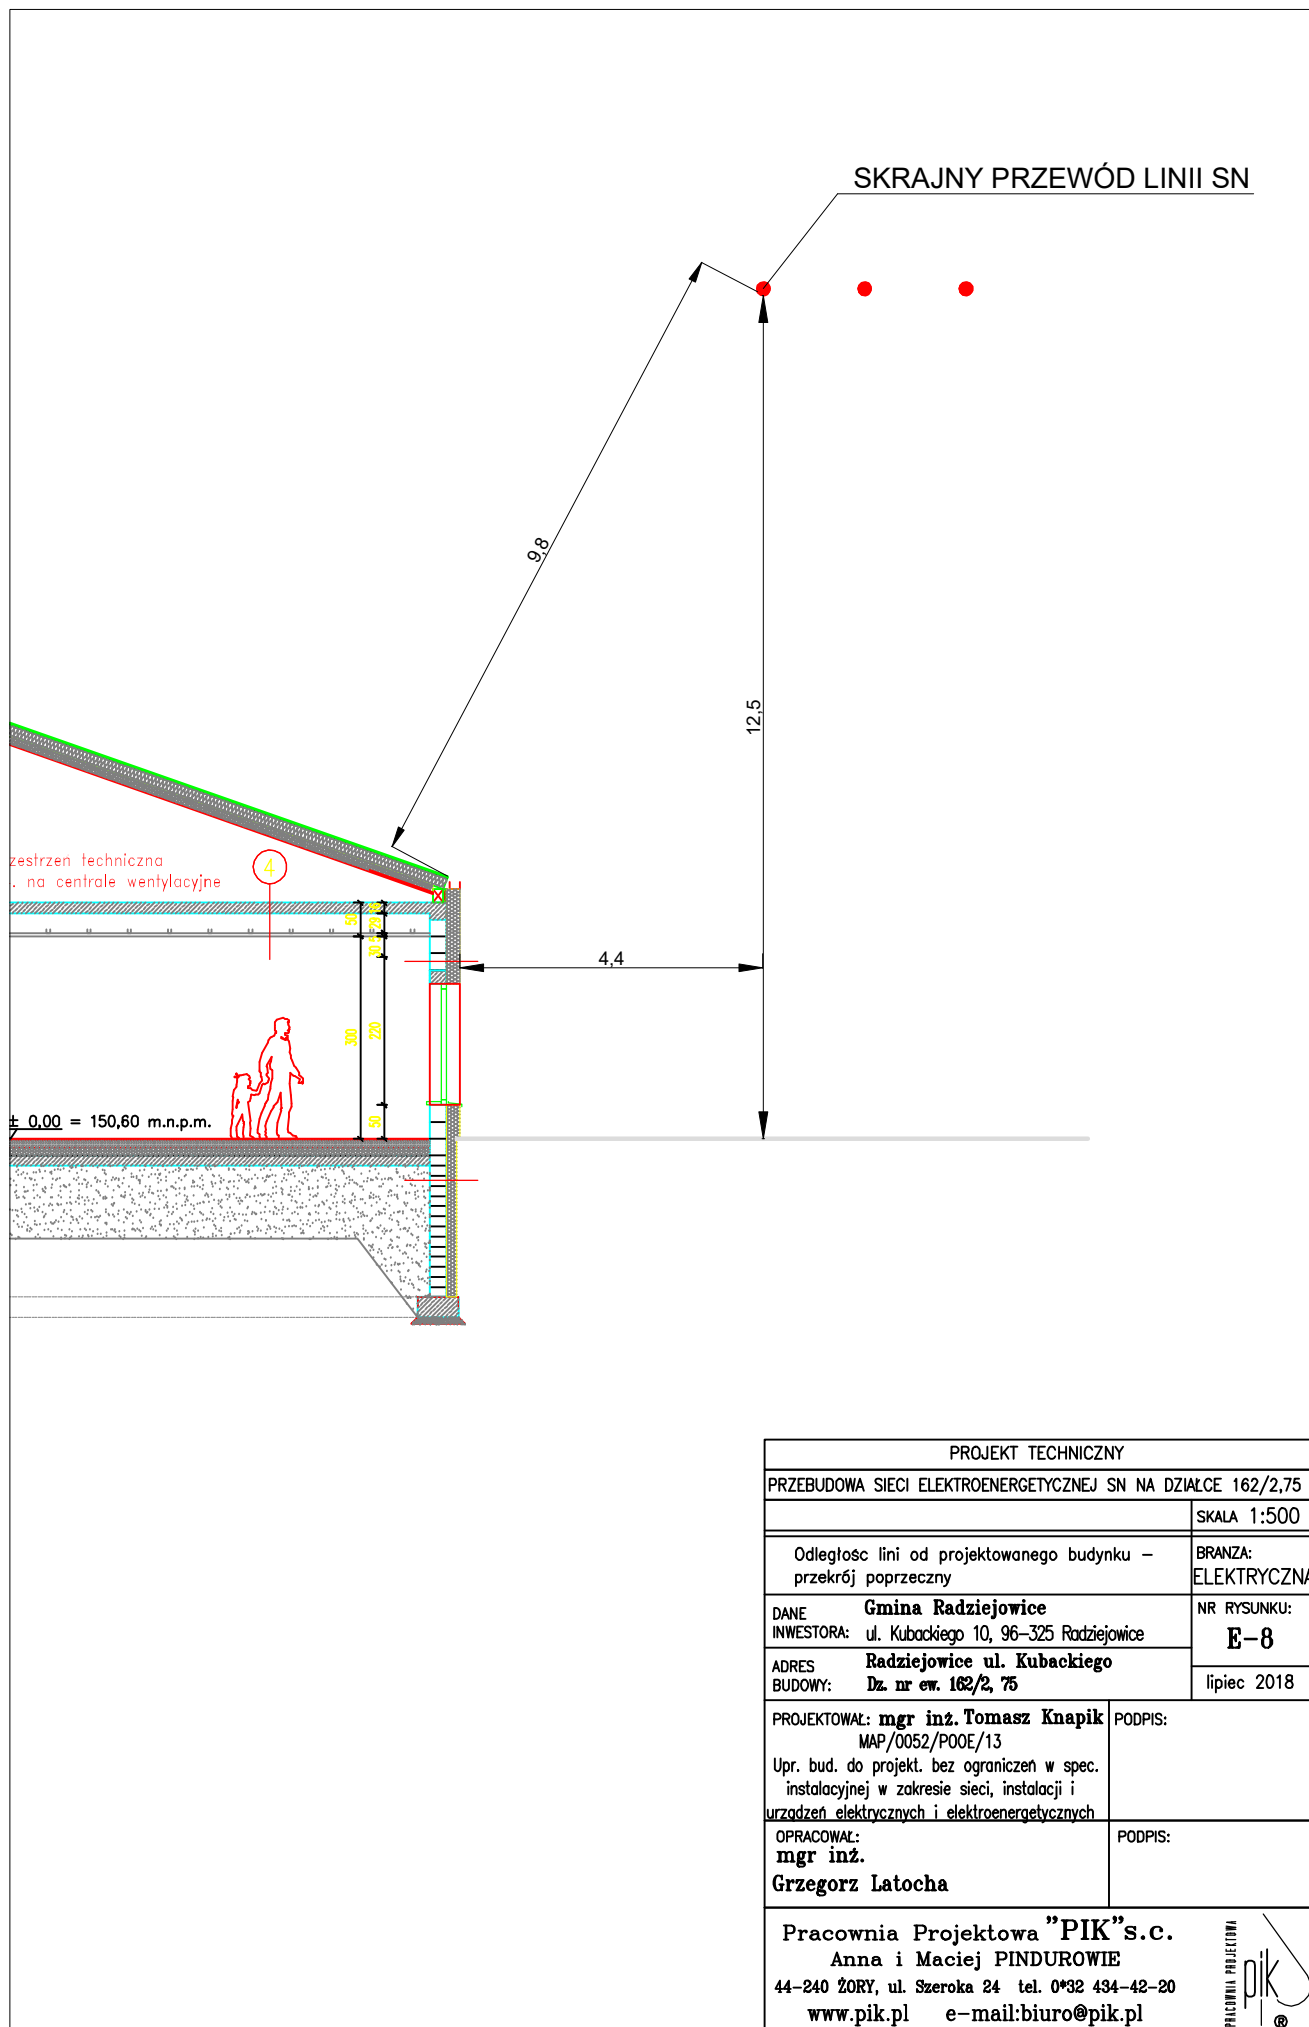 SKRAJNY PRZEWÓD LINII SN
9,8
12,5
zestrzeń techniczna
. na centrale wentylacyjne
4
50
29
30
4,4
300
220
50
± 0,00 = 150,60 m.n.p.m.
PROJEKT TECHNICZNY
PRZEBUDOWA SIECI ELEKTROENERGETYCZNEJ SN NA DZIAŁCE 162/2,75
SKALA 1:500
Odległosc lini od projektowanego budynku –
przekrój poprzeczny
BRANZA:
ELEKTRYCZNA
DANE
INWESTORA:
Gmina Radziejowice
ul. Kubackiego 10, 96–325 Radziejowice
NR RYSUNKU:
E–8
ADRES
BUDOWY:
Radziejowice ul. Kubackiego
Dz. nr ew. 162/2, 75
lipiec 2018
PROJEKTOWAŁ: mgr inż. Tomasz Knapik
MAP/0052/POOE/13
Upr. bud. do projekt. bez ograniczeń w spec.
instalacyjnej w zakresie sieci, instalacji i
urządzeń elektrycznych i elektroenergetycznych
PODPIS:
OPRACOWAŁ:
mgr inż.
Grzegorz Latocha
PODPIS:
Pracownia Projektowa "PIK"s.c.
Anna i Maciej PINDUROWIE
44–240 ŻORY, ul. Szeroka 24 tel. 0*32 434–42–20
www.pik.pl e–mail:biuro@pik.pl
PRACOWNIA PROJEKTOWA
pik
®